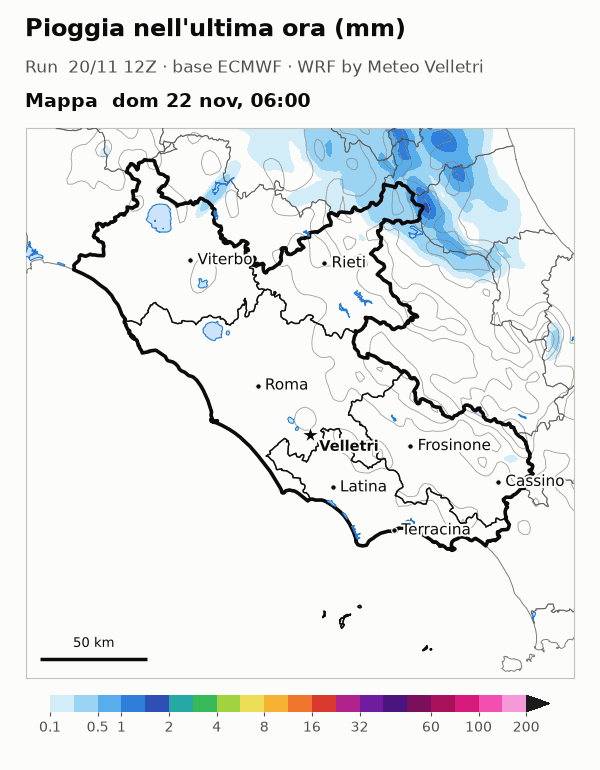 Pioggia nell'ultima ora (mm)
Run  20/11 12Z · base ECMWF · WRF by Meteo Velletri
Mappa  dom 22 nov, 06:00
Viterbo
Rieti
Roma
Velletri
Frosinone
Latina
Cassino
Terracina
50 km
0.1 0.5 1 2 4 8 16 32 60 100 200